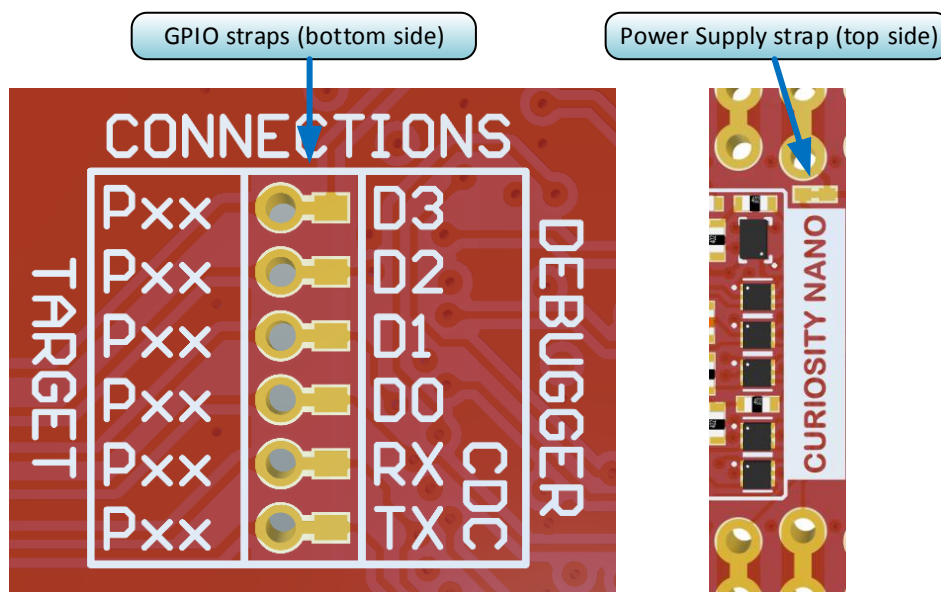 GPIO straps (bottom side)
Power Supply strap (top side)
CONNECTIONS
Pxx D3
Pxx D2
Pxx D1
Pxx D0
Pxx RX
Pxx TX
TARGET
DEBUGGER
CDC
CURIOSITY NANO